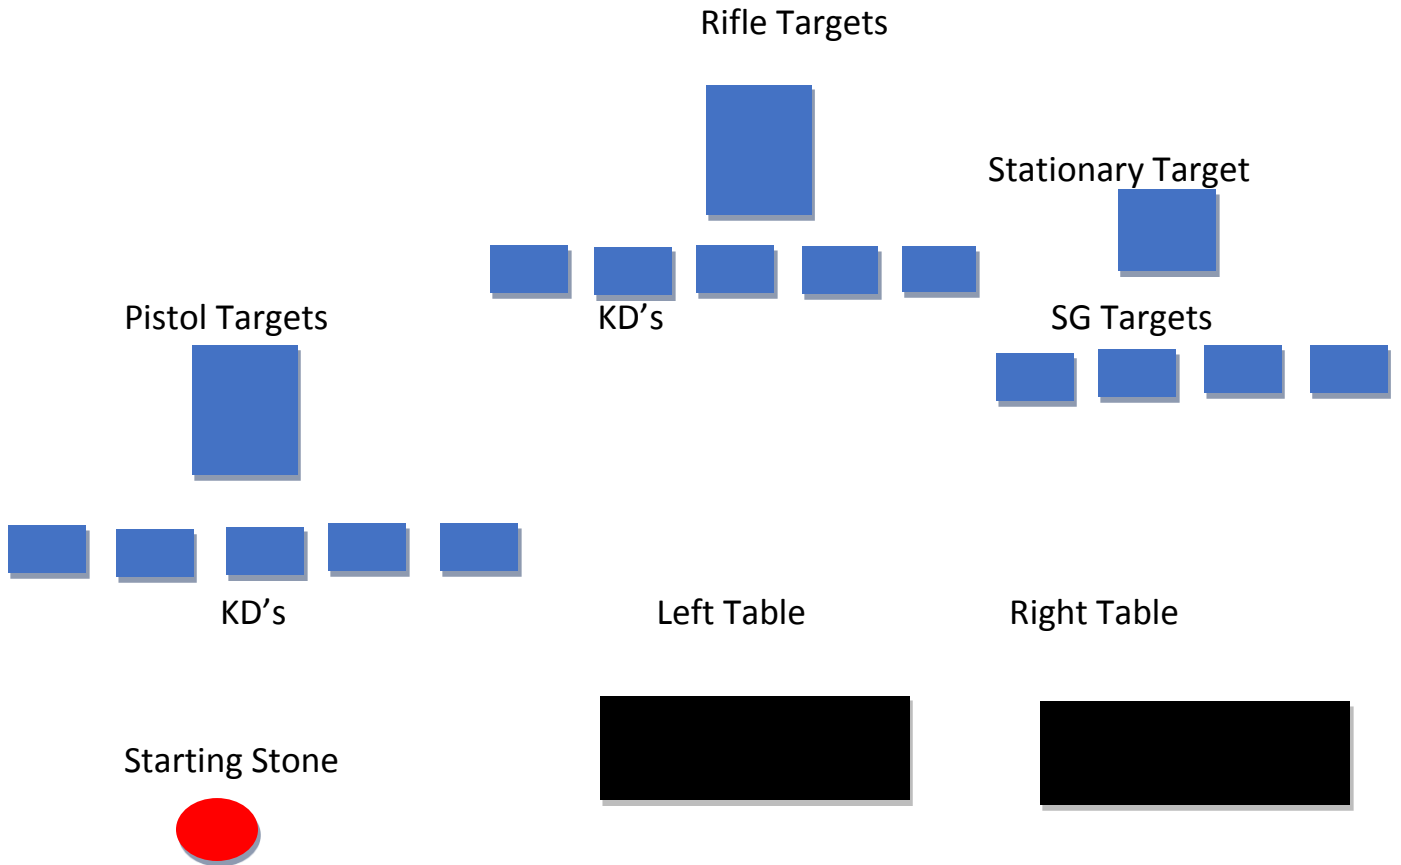 Rifle Targets
Stationary Target
Pistol Targets
KD’s
SG Targets
KD’s
Left Table
Right Table
Starting Stone